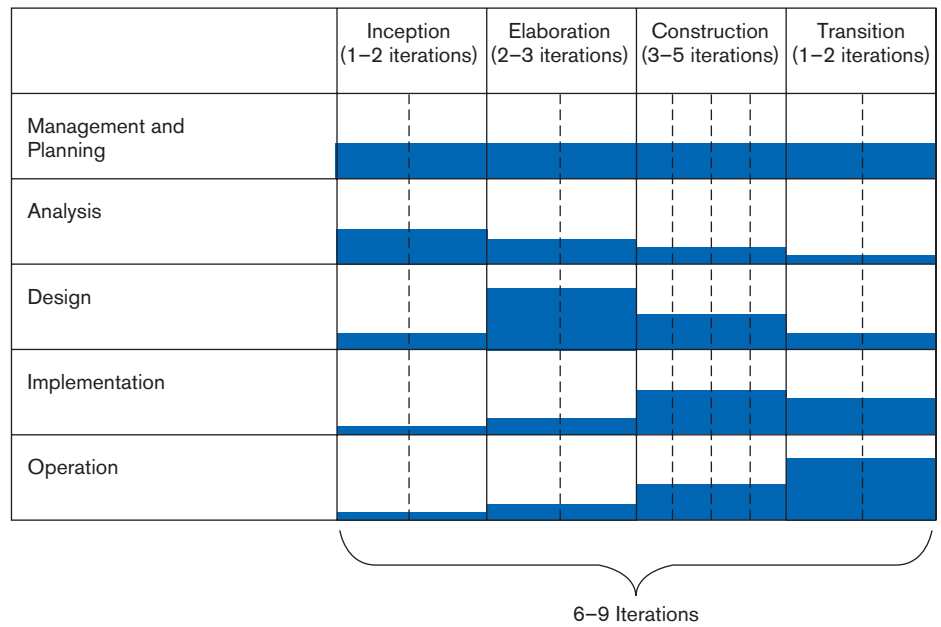 Inception
(1–2 iterations)
Elaboration
(2–3 iterations)
Construction
(3–5 iterations)
Transition
(1–2 iterations)
Management and
Planning
Analysis
Design
Implementation
Operation
6–9 Iterations